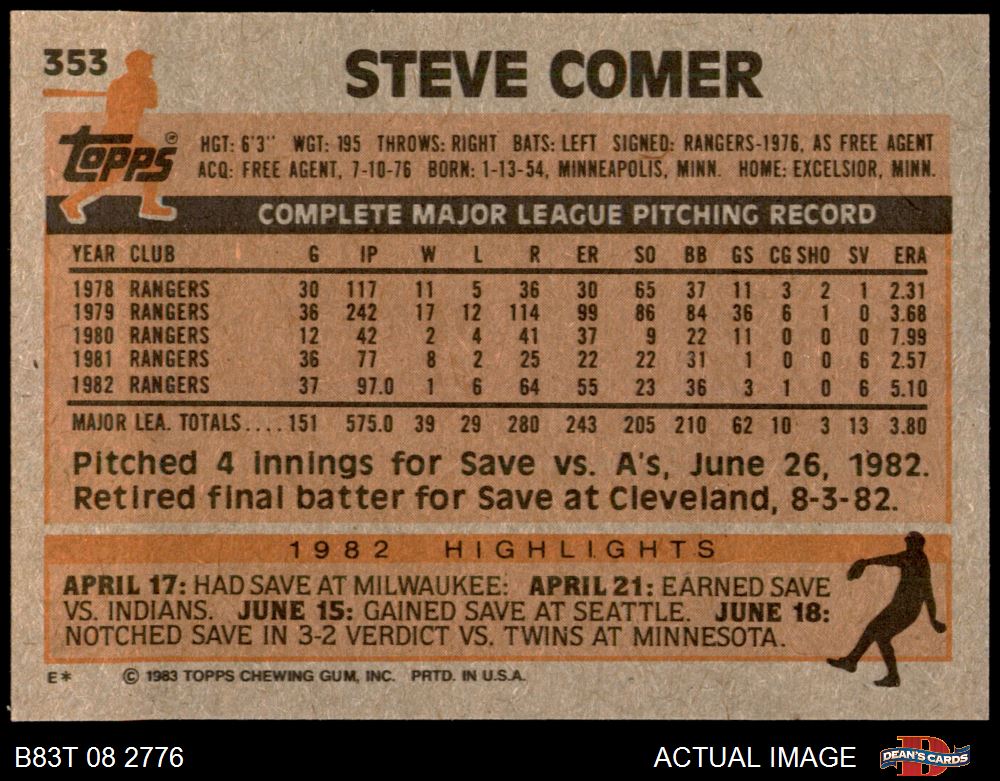 353
STEVE COMER
Topps®
HGT: 6'3" WGT: 195 THROWS: RIGHT BATS: LEFT SIGNED: RANGERS-1976, AS FREE AGENT
ACQ: FREE AGENT, 7-10-76 BORN: 1-13-54, MINNEAPOLIS, MINN. HOME: EXCELSIOR, MINN.
COMPLETE MAJOR LEAGUE PITCHING RECORD
YEAR CLUB G IP W L R ER SO BB GS CG SHO SV ERA
1978 RANGERS 30 117 11 5 36 30 65 37 11 3 2 1 2.31
1979 RANGERS 36 242 17 12 114 99 86 84 36 6 1 0 3.68
1980 RANGERS 12 42 2 4 41 37 9 22 11 0 0 0 7.99
1981 RANGERS 36 77 8 2 25 22 22 31 1 0 0 6 2.57
1982 RANGERS 37 97.0 1 6 64 55 23 36 3 1 0 6 5.10
MAJOR LEA. TOTALS.... 151 575.0 39 29 280 243 205 210 62 10 3 13 3.80
Pitched 4 innings for Save vs. A's, June 26, 1982.
Retired final batter for Save at Cleveland, 8-3-82.
1982 HIGHLIGHTS
APRIL 17: HAD SAVE AT MILWAUKEE: APRIL 21: EARNED SAVE
VS. INDIANS. JUNE 15: GAINED SAVE AT SEATTLE. JUNE 18:
NOTCHED SAVE IN 3-2 VERDICT VS. TWINS AT MINNESOTA.
E* © 1983 TOPPS CHEWING GUM, INC. PRTD. IN U.S.A.
B83T 08 2776 ACTUAL IMAGE DEAN'S CARDS